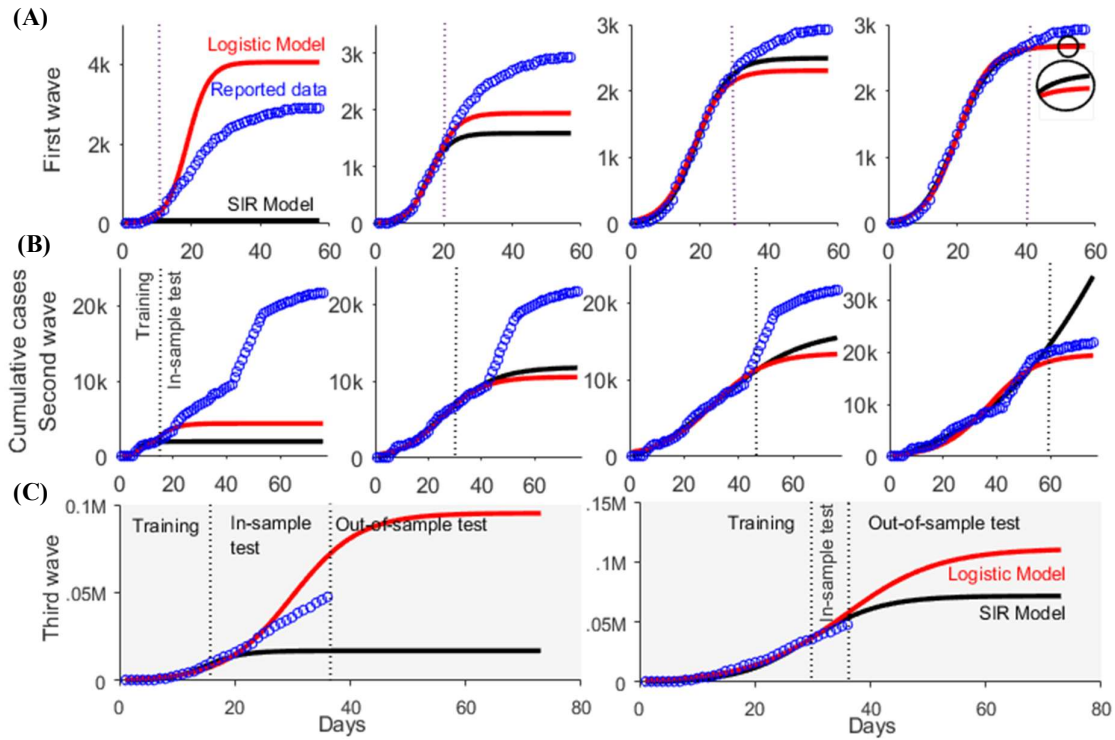 (A)
First wave
4k
2k
0
0 20 40 60
Logistic Model
Reported data
SIR Model
3k
2k
1k
0
0 20 40 60
3k
2k
1k
0
0 20 40 60
3k
2k
1k
0
0 20 40 60
(B)
Cumulative cases
Second wave
20k
10k
0
0 20 40 60
Training
In-sample test
20k
10k
0
0 20 40 60
20k
10k
0
0 20 40 60
30k
20k
10k
0
0 20 40 60
(C)
Third wave
0.1M
.05M
0
0 20 40 60 80
Days
Training
In-sample
test
Out-of-sample test
.15M
.1M
.05M
0
0 20 40 60 80
Days
Training
In-sample test
Out-of-sample test
Logistic Model
SIR Model